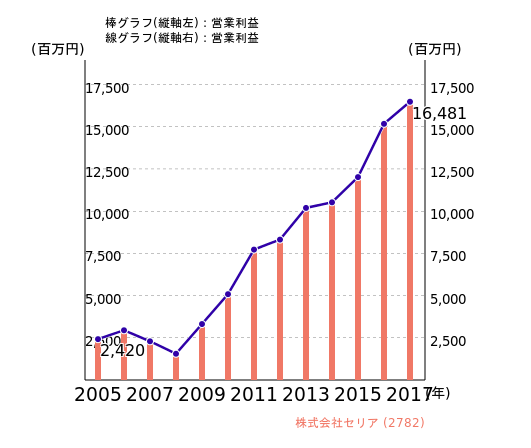 棒グラフ(縦軸左)：営業利益
線グラフ(縦軸右)：営業利益
(百万円) (百万円)
17,500 17,500
16,481
15,000 15,000
12,500 12,500
10,000 10,000
7,500 7,500
5,000 5,000
2,500 2,500
2,420
2005 2007 2009 2011 2013 2015 2017 (年)
株式会社セリア (2782)